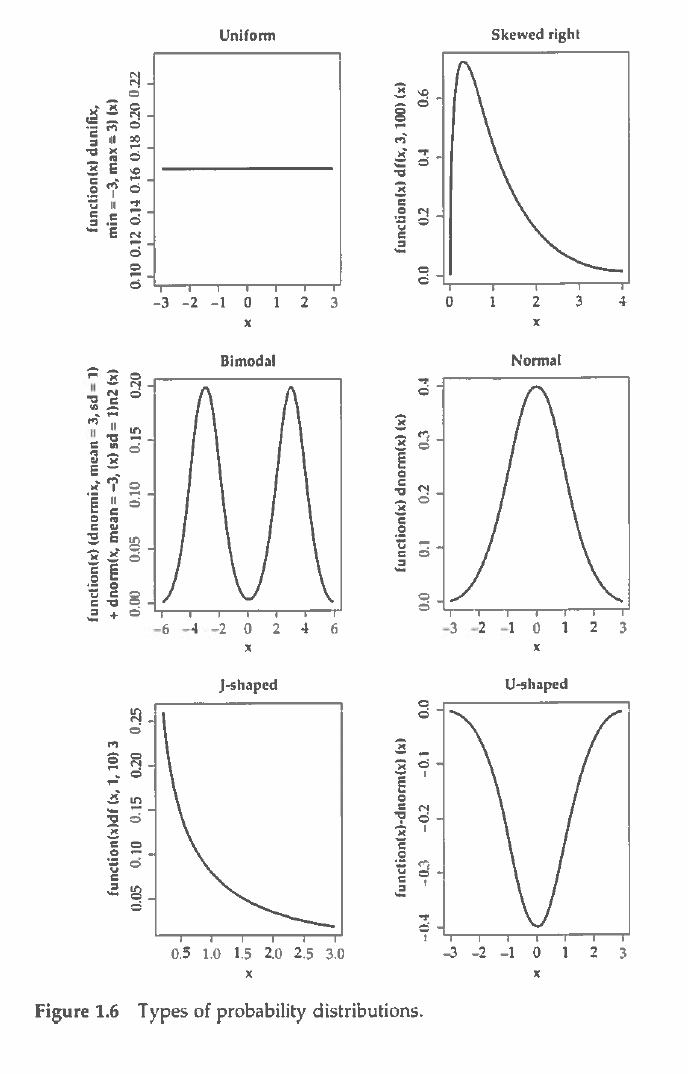 Uniform
function(x) dunifix,
min = -3, max = 3) (x)
0.10 0.12 0.14 0.16 0.18 0.20 0.22
-3 -2 -1 0 1 2 3
x
Skewed right
function(x) df(x, 3, 100) (x)
0.0 0.2 0.4 0.6
0 1 2 3 4
x
Bimodal
function(x) (dnormix, mean = 3, sd = 1)
+ dnorm(x, mean = -3, (x) sd = 1)n2 (x)
0.00 0.05 0.10 0.15 0.20
-6 -4 -2 0 2 4 6
x
Normal
function(x) dnorm(x) (x)
0.0 0.1 0.2 0.3 0.4
-3 -2 -1 0 1 2 3
x
J-shaped
function(x)df (x, 1, 10) 3
0.05 0.10 0.15 0.20 0.25
0.5 1.0 1.5 2.0 2.5 3.0
x
U-shaped
function(x)-dnorm(x) (x)
-0.4 -0.3 -0.2 -0.1 0.0
-3 -2 -1 0 1 2 3
x
Figure 1.6 Types of probability distributions.